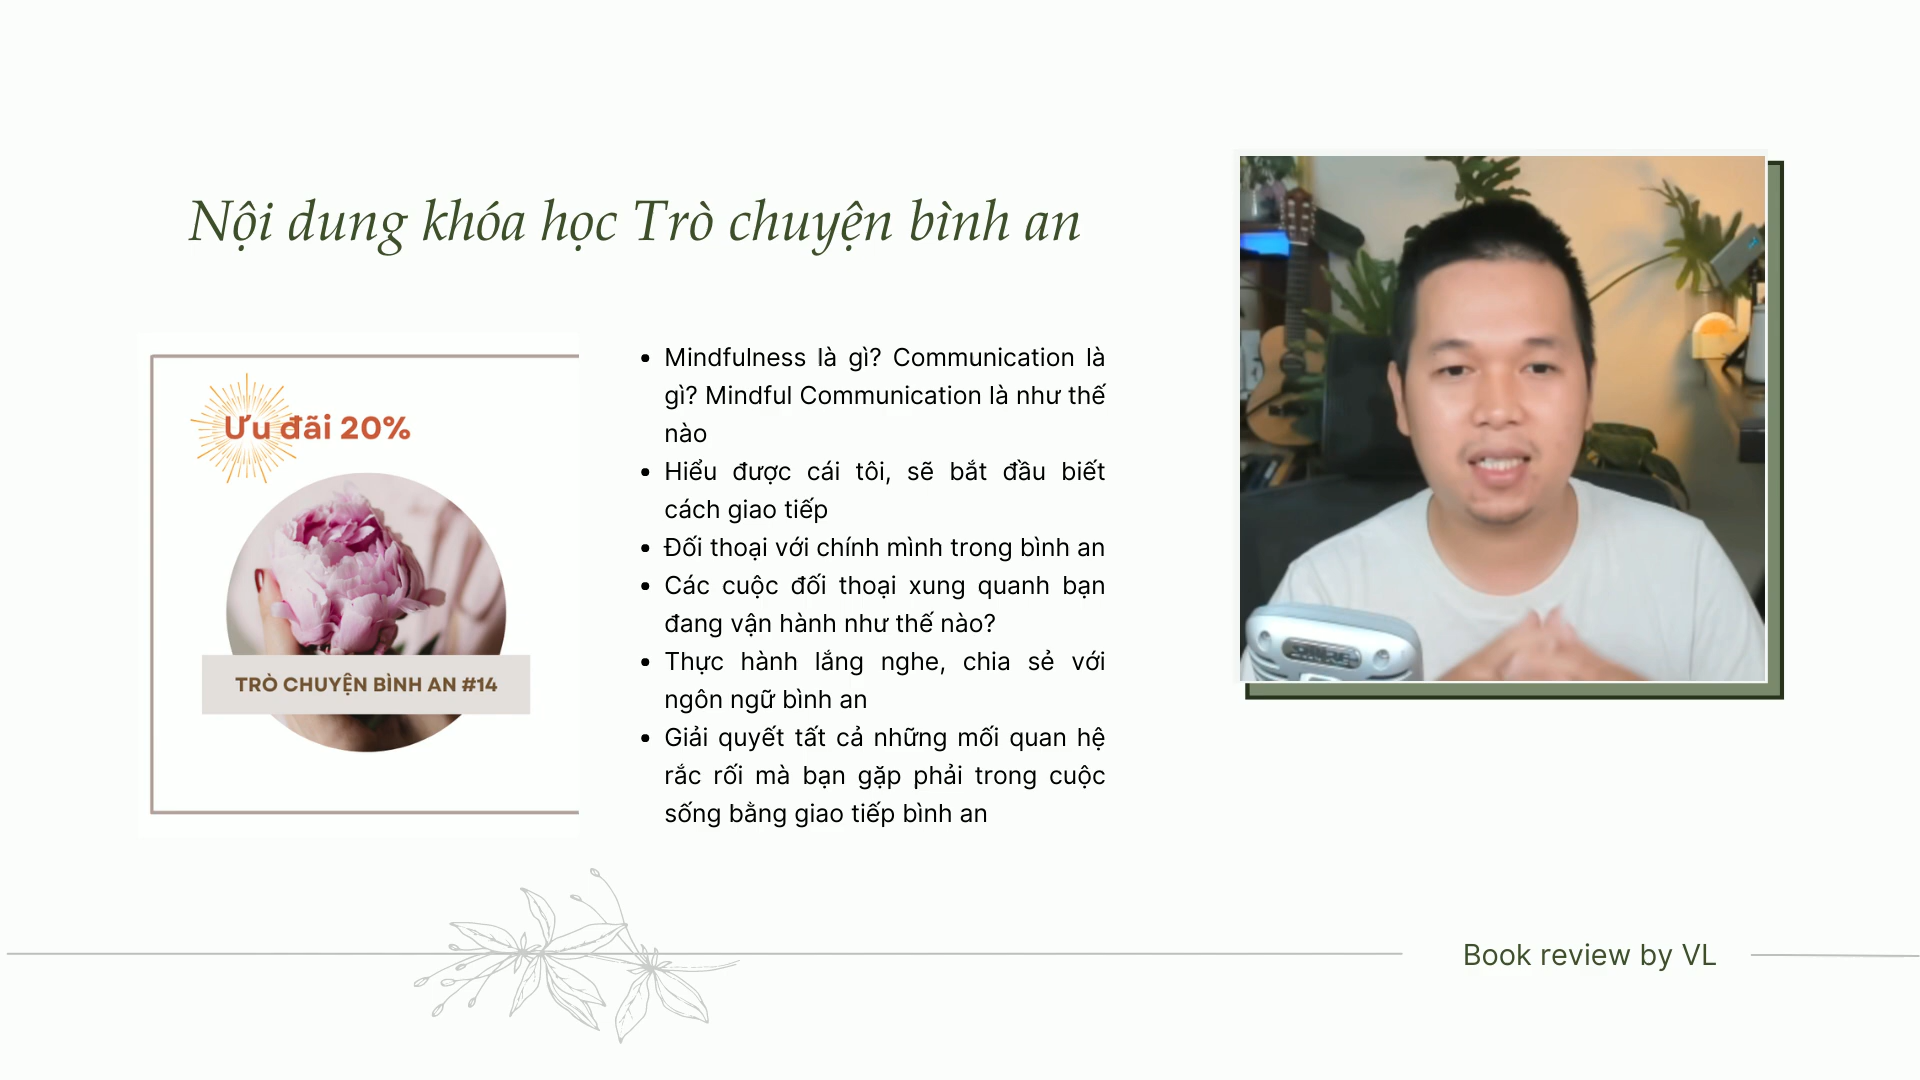 Nội dung khóa học Trò chuyện bình an
Ưu đãi 20%
TRÒ CHUYỆN BÌNH AN #14
• Mindfulness là gì? Communication là
gì? Mindful Communication là như thế
nào
• Hiểu được cái tôi, sẽ bắt đầu biết
cách giao tiếp
• Đối thoại với chính mình trong bình an
• Các cuộc đối thoại xung quanh bạn
đang vận hành như thế nào?
• Thực hành lắng nghe, chia sẻ với
ngôn ngữ bình an
• Giải quyết tất cả những mối quan hệ
rắc rối mà bạn gặp phải trong cuộc
sống bằng giao tiếp bình an
Book review by VL